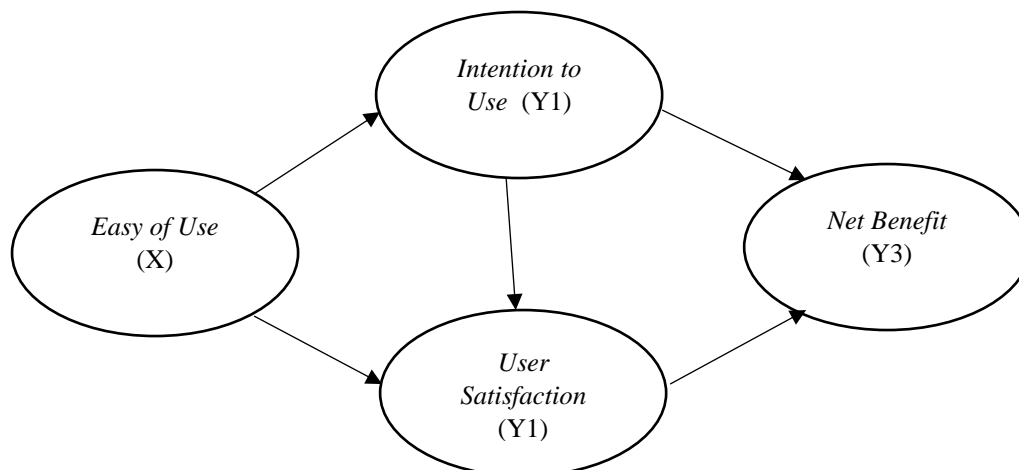 Intention to
Use (Y1)
Easy of Use
(X)
Net Benefit
(Y3)
User
Satisfaction
(Y1)